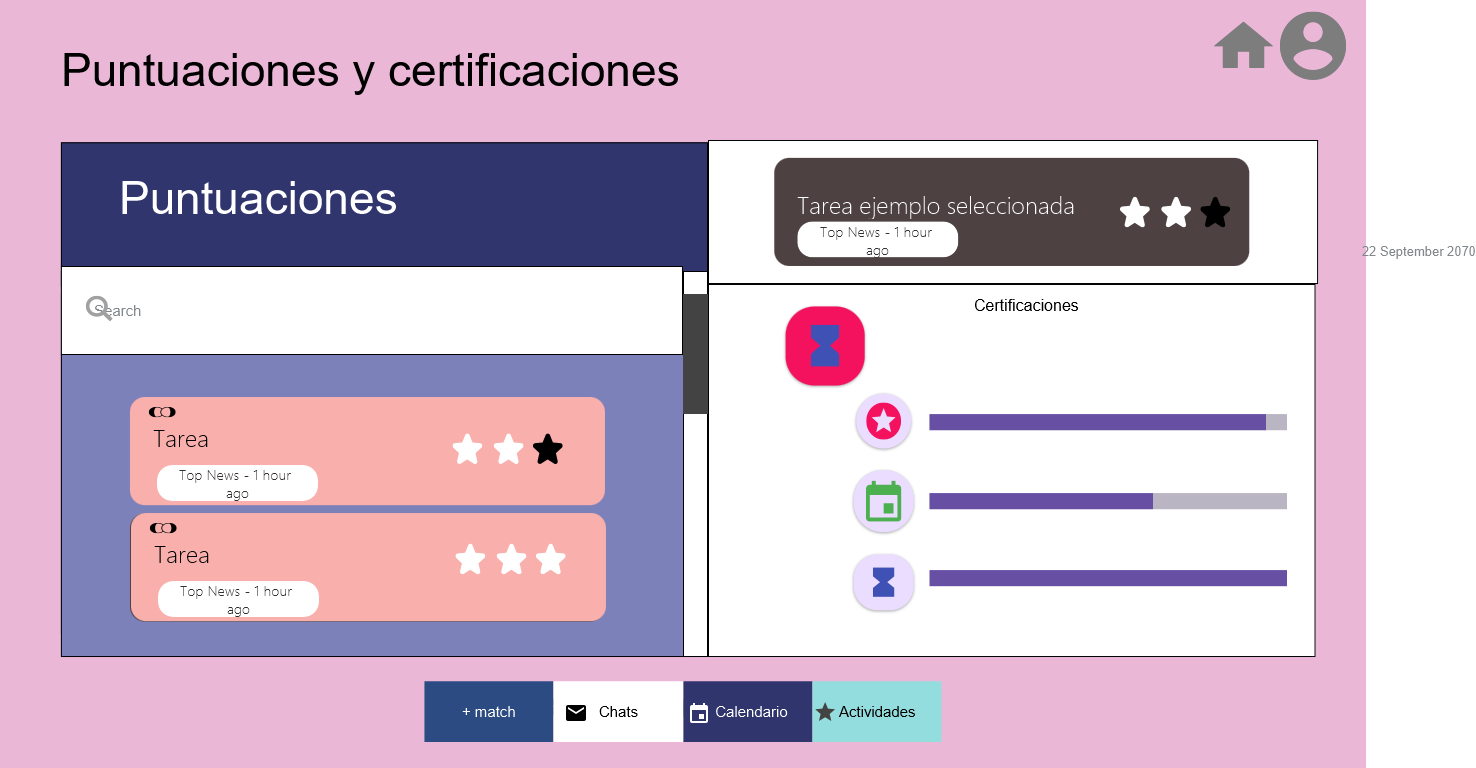 Puntuaciones y certificaciones
Puntuaciones
Search
Tarea
Top News - 1 hour
ago
Tarea
Top News - 1 hour
ago
Tarea ejemplo seleccionada
Top News - 1 hour
ago
22 September 2070
Certificaciones
+ match
Chats
Calendario
Actividades